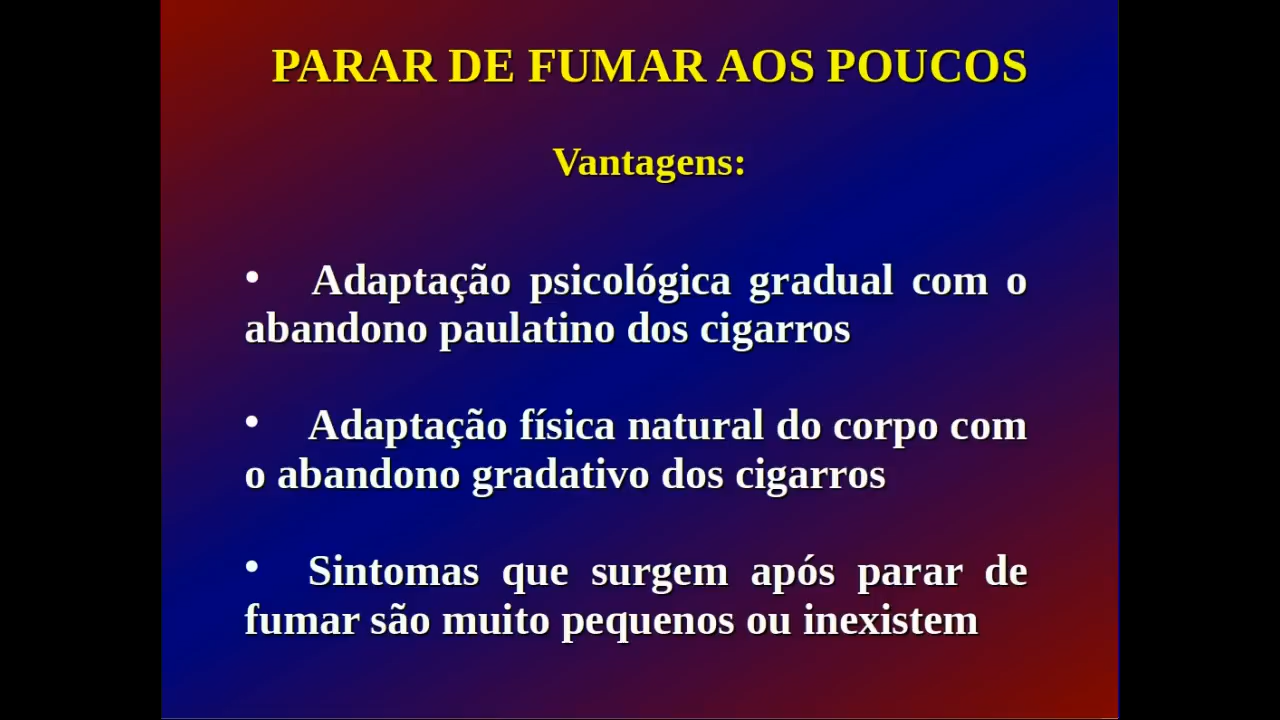 PARAR DE FUMAR AOS POUCOS
Vantagens:
• Adaptação psicológica gradual com o
abandono paulatino dos cigarros
• Adaptação física natural do corpo com
o abandono gradativo dos cigarros
• Sintomas que surgem após parar de
fumar são muito pequenos ou inexistem